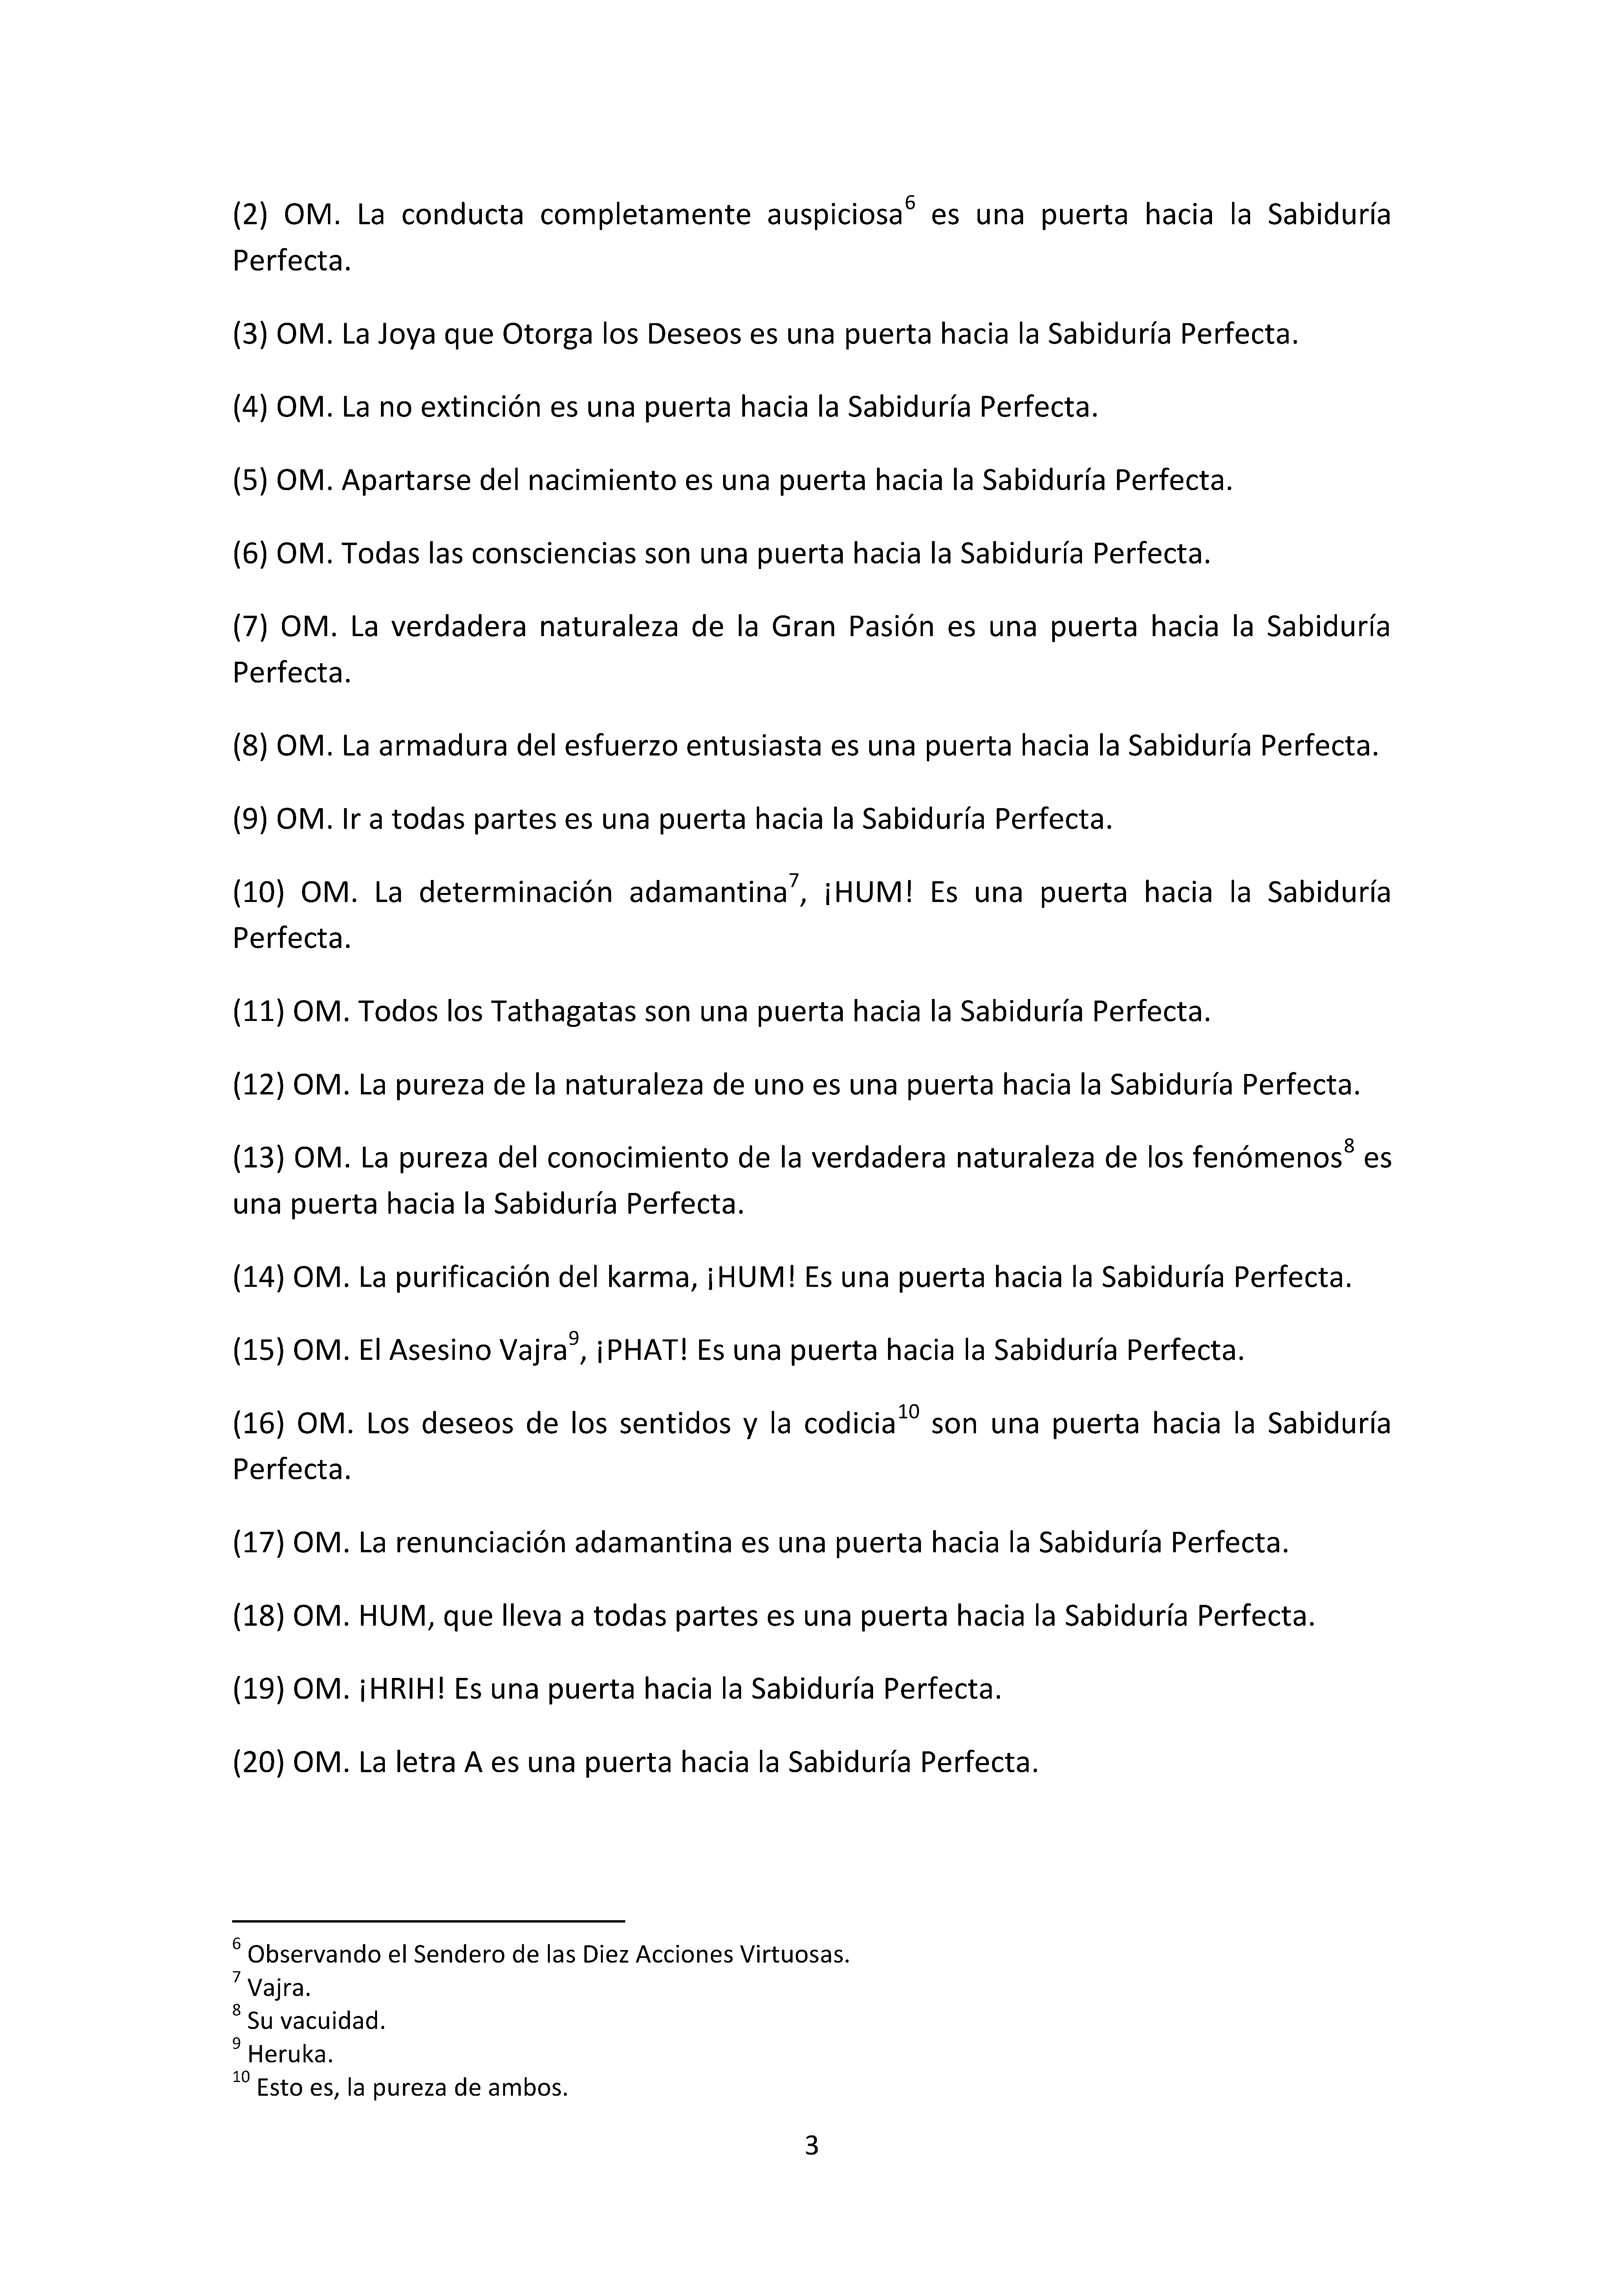 (2) OM. La conducta completamente auspiciosa6 es una puerta hacia la Sabiduría
Perfecta.
(3) OM. La Joya que Otorga los Deseos es una puerta hacia la Sabiduría Perfecta.
(4) OM. La no extinción es una puerta hacia la Sabiduría Perfecta.
(5) OM. Apartarse del nacimiento es una puerta hacia la Sabiduría Perfecta.
(6) OM. Todas las consciencias son una puerta hacia la Sabiduría Perfecta.
(7) OM. La verdadera naturaleza de la Gran Pasión es una puerta hacia la Sabiduría
Perfecta.
(8) OM. La armadura del esfuerzo entusiasta es una puerta hacia la Sabiduría Perfecta.
(9) OM. Ir a todas partes es una puerta hacia la Sabiduría Perfecta.
(10) OM. La determinación adamantina7, ¡HUM! Es una puerta hacia la Sabiduría
Perfecta.
(11) OM. Todos los Tathagatas son una puerta hacia la Sabiduría Perfecta.
(12) OM. La pureza de la naturaleza de uno es una puerta hacia la Sabiduría Perfecta.
(13) OM. La pureza del conocimiento de la verdadera naturaleza de los fenómenos8 es
una puerta hacia la Sabiduría Perfecta.
(14) OM. La purificación del karma, ¡HUM! Es una puerta hacia la Sabiduría Perfecta.
(15) OM. El Asesino Vajra9, ¡PHAT! Es una puerta hacia la Sabiduría Perfecta.
(16) OM. Los deseos de los sentidos y la codicia10 son una puerta hacia la Sabiduría
Perfecta.
(17) OM. La renunciación adamantina es una puerta hacia la Sabiduría Perfecta.
(18) OM. HUM, que lleva a todas partes es una puerta hacia la Sabiduría Perfecta.
(19) OM. ¡HRIH! Es una puerta hacia la Sabiduría Perfecta.
(20) OM. La letra A es una puerta hacia la Sabiduría Perfecta.
6 Observando el Sendero de las Diez Acciones Virtuosas.
7 Vajra.
8 Su vacuidad.
9 Heruka.
10 Esto es, la pureza de ambos.
3